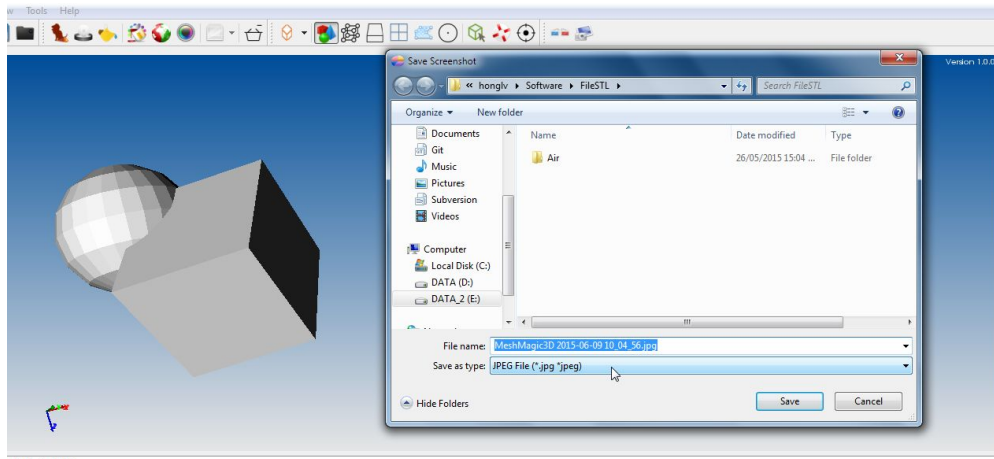 w Tools Help
Save Screenshot
Version 1.0.0
« honglv ▸ Software ▸ FileSTL ▸
Search FileSTL
Organize ▾ New folder
Documents
Git
Music
Pictures
Subversion
Videos
Computer
Local Disk (C:)
DATA (D:)
DATA_2 (E:)
Name Date modified Type
Air 26/05/2015 15:04 ... File folder
File name: MeshMagic3D 2015-06-09 10_04_56.jpg
Save as type: JPEG File (*.jpg *jpeg)
Hide Folders Save Cancel